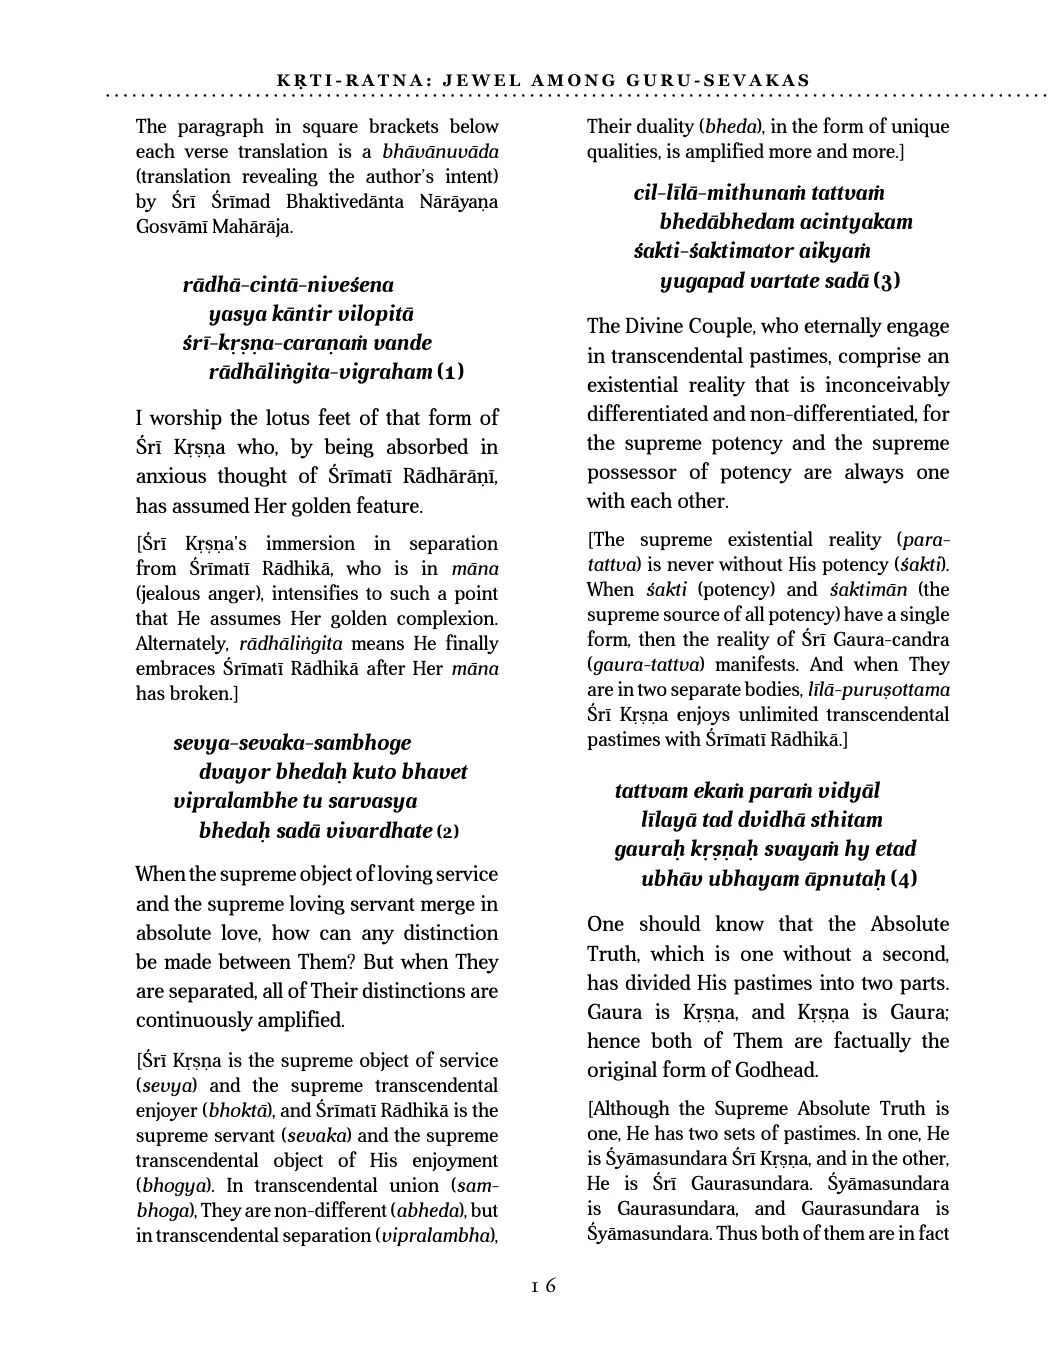 KṚTI-RATNA: JEWEL AMONG GURU-SEVAKAS
The paragraph in square brackets below
each verse translation is a bhāvānuvāda
(translation revealing the author's intent)
by Śrī Śrīmad Bhaktivedānta Nārāyaṇa
Gosvāmī Mahārāja.
rādhā-cintā-niveśena
yasya kāntir vilopitā
śrī-kṛṣṇa-caraṇaṁ vande
rādhāliṅgita-vigraham (1)
I worship the lotus feet of that form of
Śrī Kṛṣṇa who, by being absorbed in
anxious thought of Śrīmatī Rādhārāṇī,
has assumed Her golden feature.
[Śrī Kṛṣṇa's immersion in separation
from Śrīmatī Rādhikā, who is in māna
(jealous anger), intensifies to such a point
that He assumes Her golden complexion.
Alternately, rādhāliṅgita means He finally
embraces Śrīmatī Rādhikā after Her māna
has broken.]
sevya-sevaka-sambhoge
dvayor bhedaḥ kuto bhavet
vipralambhe tu sarvasya
bhedaḥ sadā vivardhate (2)
When the supreme object of loving service
and the supreme loving servant merge in
absolute love, how can any distinction
be made between Them? But when They
are separated, all of Their distinctions are
continuously amplified.
[Śrī Kṛṣṇa is the supreme object of service
(sevya) and the supreme transcendental
enjoyer (bhoktā), and Śrīmatī Rādhikā is the
supreme servant (sevaka) and the supreme
transcendental object of His enjoyment
(bhogya). In transcendental union (sam-
bhoga), They are non-different (abheda), but
in transcendental separation (vipralambha),
Their duality (bheda), in the form of unique
qualities, is amplified more and more.]
cil-līlā-mithunaṁ tattvaṁ
bhedābhedam acintyakam
śakti-śaktimator aikyaṁ
yugapad vartate sadā (3)
The Divine Couple, who eternally engage
in transcendental pastimes, comprise an
existential reality that is inconceivably
differentiated and non-differentiated, for
the supreme potency and the supreme
possessor of potency are always one
with each other.
[The supreme existential reality (para-
tattva) is never without His potency (śakti).
When śakti (potency) and śaktimān (the
supreme source of all potency) have a single
form, then the reality of Śrī Gaura-candra
(gaura-tattva) manifests. And when They
are in two separate bodies, līlā-puruṣottama
Śrī Kṛṣṇa enjoys unlimited transcendental
pastimes with Śrīmatī Rādhikā.]
tattvam ekaṁ paraṁ vidyāl
līlayā tad dvidhā sthitam
gauraḥ kṛṣṇaḥ svayaṁ hy etad
ubhāv ubhayam āpnutaḥ (4)
One should know that the Absolute
Truth, which is one without a second,
has divided His pastimes into two parts.
Gaura is Kṛṣṇa, and Kṛṣṇa is Gaura;
hence both of Them are factually the
original form of Godhead.
[Although the Supreme Absolute Truth is
one, He has two sets of pastimes. In one, He
is Śyāmasundara Śrī Kṛṣṇa, and in the other,
He is Śrī Gaurasundara. Śyāmasundara
is Gaurasundara, and Gaurasundara is
Śyāmasundara. Thus both of them are in fact
16